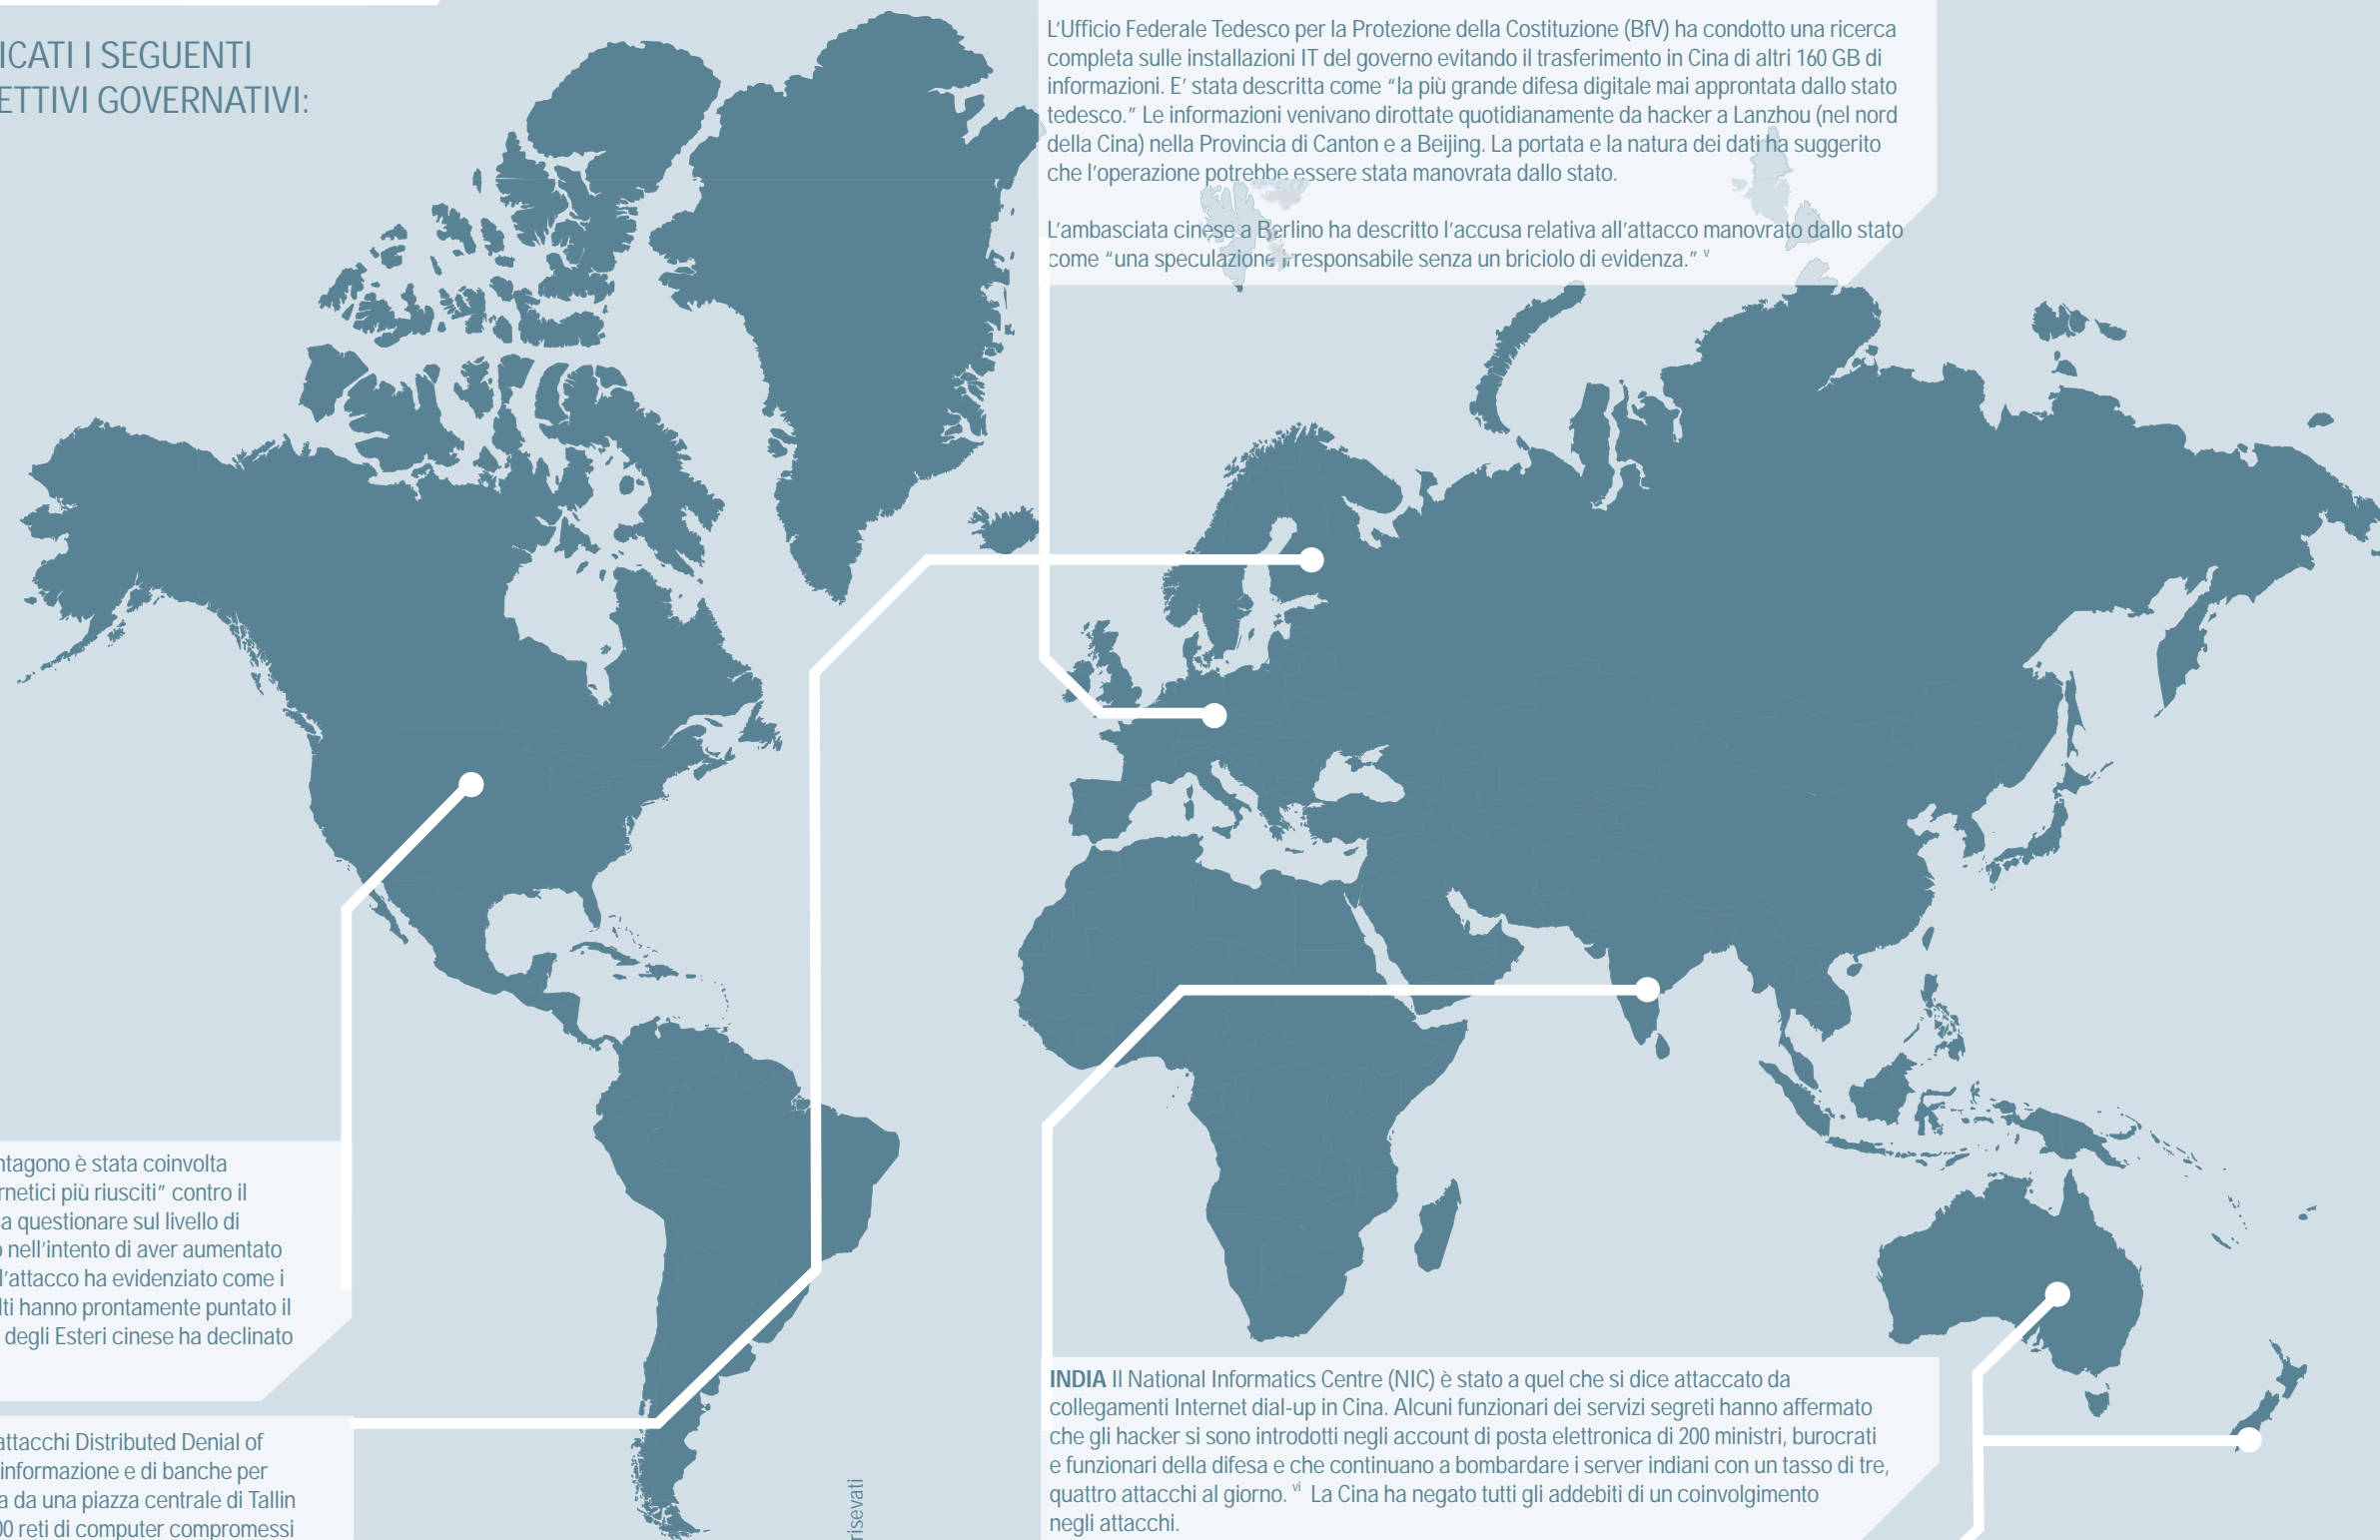 ICATI I SEGUENTI
ETTIVI GOVERNATIVI:
L'Ufficio Federale Tedesco per la Protezione della Costituzione (BfV) ha condotto una ricerca
completa sulle installazioni IT del governo evitando il trasferimento in Cina di altri 160 GB di
informazioni. E' stata descritta come “la più grande difesa digitale mai approntata dallo stato
tedesco.” Le informazioni venivano dirottate quotidianamente da hacker a Lanzhou (nel nord
della Cina) nella Provincia di Canton e a Beijing. La portata e la natura dei dati ha suggerito
che l'operazione potrebbe essere stata manovrata dallo stato.
L'ambasciata cinese a Berlino ha descritto l'accusa relativa all'attacco manovrato dallo stato
come “una speculazione irresponsabile senza un briciolo di evidenza.” v
ntagono è stata coinvolta
rnetici più riusciti” contro il
a questionare sul livello di
o nell'intento di aver aumentato
l'attacco ha evidenziato come i
lti hanno prontamente puntato il
degli Esteri cinese ha declinato
attacchi Distributed Denial of
informazione e di banche per
a da una piazza centrale di Tallin
00 reti di computer compromessi
risevati
INDIA Il National Informatics Centre (NIC) è stato a quel che si dice attaccato da
collegamenti Internet dial-up in Cina. Alcuni funzionari dei servizi segreti hanno affermato
che gli hacker si sono introdotti negli account di posta elettronica di 200 ministri, burocrati
e funzionari della difesa e che continuano a bombardare i server indiani con un tasso di tre,
quattro attacchi al giorno. vi La Cina ha negato tutti gli addebiti di un coinvolgimento
negli attacchi.